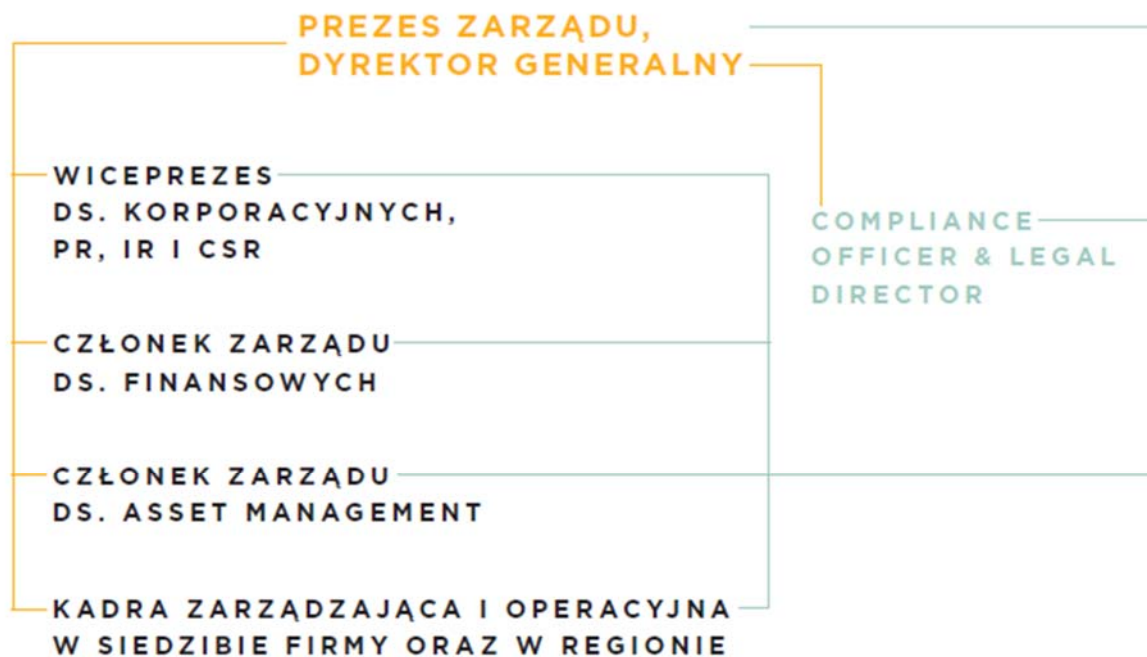 PREZES ZARZĄDU,
DYREKTOR GENERALNY
WICEPREZES
DS. KORPORACYJNYCH,
PR, IR I CSR
COMPLIANCE
OFFICER & LEGAL
DIRECTOR
CZŁONEK ZARZĄDU
DS. FINANSOWYCH
CZŁONEK ZARZĄDU
DS. ASSET MANAGEMENT
KADRA ZARZĄDZAJĄCA I OPERACYJNA
W SIEDZIBIE FIRMY ORAZ W REGIONIE